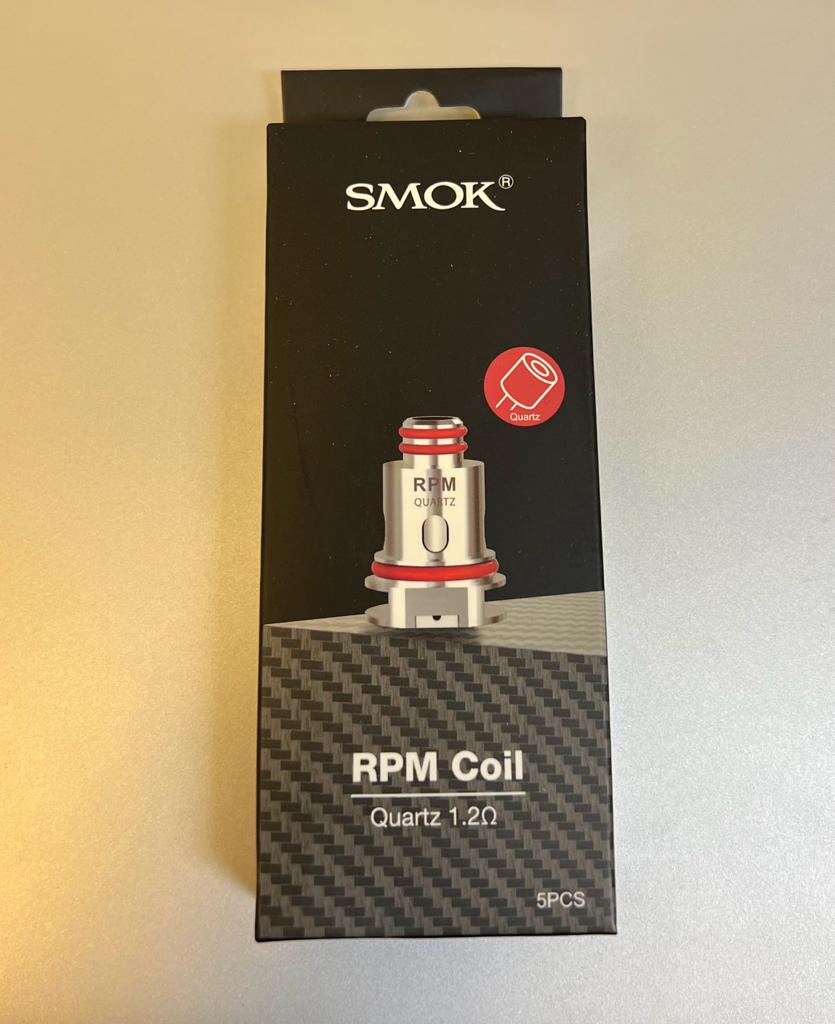 SMOK®
Quartz
RPM
QUARTZ
RPM Coil
Quartz 1.2Ω
5PCS